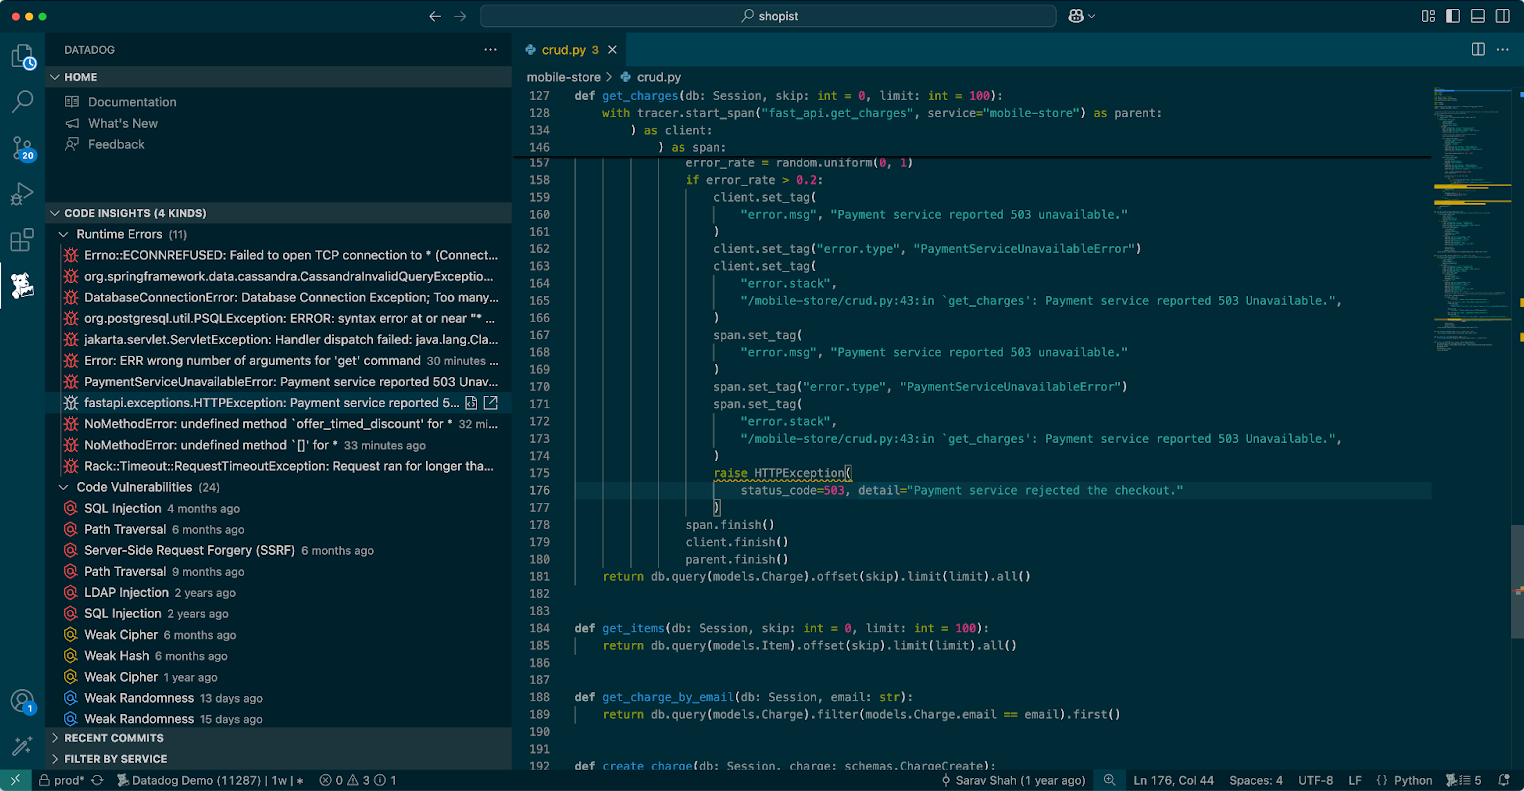 shopist
DATADOG
HOME
Documentation
What's New
Feedback
CODE INSIGHTS (4 KINDS)
Runtime Errors (11)
Errno::ECONNREFUSED: Failed to open TCP connection to * (Connect...
org.springframework.data.cassandra.CassandraInvalidQueryExceptio...
DatabaseConnectionError: Database Connection Exception; Too many...
org.postgresql.util.PSQLException: ERROR: syntax error at or near "* ...
jakarta.servlet.ServletException: Handler dispatch failed: java.lang.Cla...
Error: ERR wrong number of arguments for 'get' command 30 minutes ...
PaymentServiceUnavailableError: Payment service reported 503 Unav...
fastapi.exceptions.HTTPException: Payment service reported 5...
NoMethodError: undefined method `offer_timed_discount' for * 32 mi...
NoMethodError: undefined method `[]' for * 33 minutes ago
Rack::Timeout::RequestTimeoutException: Request ran for longer tha...
Code Vulnerabilities (24)
SQL Injection 4 months ago
Path Traversal 6 months ago
Server-Side Request Forgery (SSRF) 6 months ago
Path Traversal 9 months ago
LDAP Injection 2 years ago
SQL Injection 2 years ago
Weak Cipher 6 months ago
Weak Hash 6 months ago
Weak Cipher 1 year ago
Weak Randomness 13 days ago
Weak Randomness 15 days ago
RECENT COMMITS
FILTER BY SERVICE
20
1
crud.py 3
mobile-store > crud.py
127 def get_charges(db: Session, skip: int = 0, limit: int = 100):
128 with tracer.start_span("fast_api.get_charges", service="mobile-store") as parent:
134 ) as client:
146 ) as span:
157 error_rate = random.uniform(0, 1)
158 if error_rate > 0.2:
159 client.set_tag(
160 "error.msg", "Payment service reported 503 unavailable."
161 )
162 client.set_tag("error.type", "PaymentServiceUnavailableError")
163 client.set_tag(
164 "error.stack",
165 "/mobile-store/crud.py:43:in `get_charges': Payment service reported 503 Unavailable.",
166 )
167 span.set_tag(
168 "error.msg", "Payment service reported 503 unavailable."
169 )
170 span.set_tag("error.type", "PaymentServiceUnavailableError")
171 span.set_tag(
172 "error.stack",
173 "/mobile-store/crud.py:43:in `get_charges': Payment service reported 503 Unavailable.",
174 )
175 raise HTTPException(
176 status_code=503, detail="Payment service rejected the checkout."
177 )
178 span.finish()
179 client.finish()
180 parent.finish()
181 return db.query(models.Charge).offset(skip).limit(limit).all()
182
183
184 def get_items(db: Session, skip: int = 0, limit: int = 100):
185 return db.query(models.Item).offset(skip).limit(limit).all()
186
187
188 def get_charge_by_email(db: Session, email: str):
189 return db.query(models.Charge).filter(models.Charge.email == email).first()
190
191
192 def create_charge(db: Session, charge: schemas.ChargeCreate):
prod* Datadog Demo (11287) | 1w | * 0 3 1 Sarav Shah (1 year ago) Ln 176, Col 44 Spaces: 4 UTF-8 LF {} Python 5